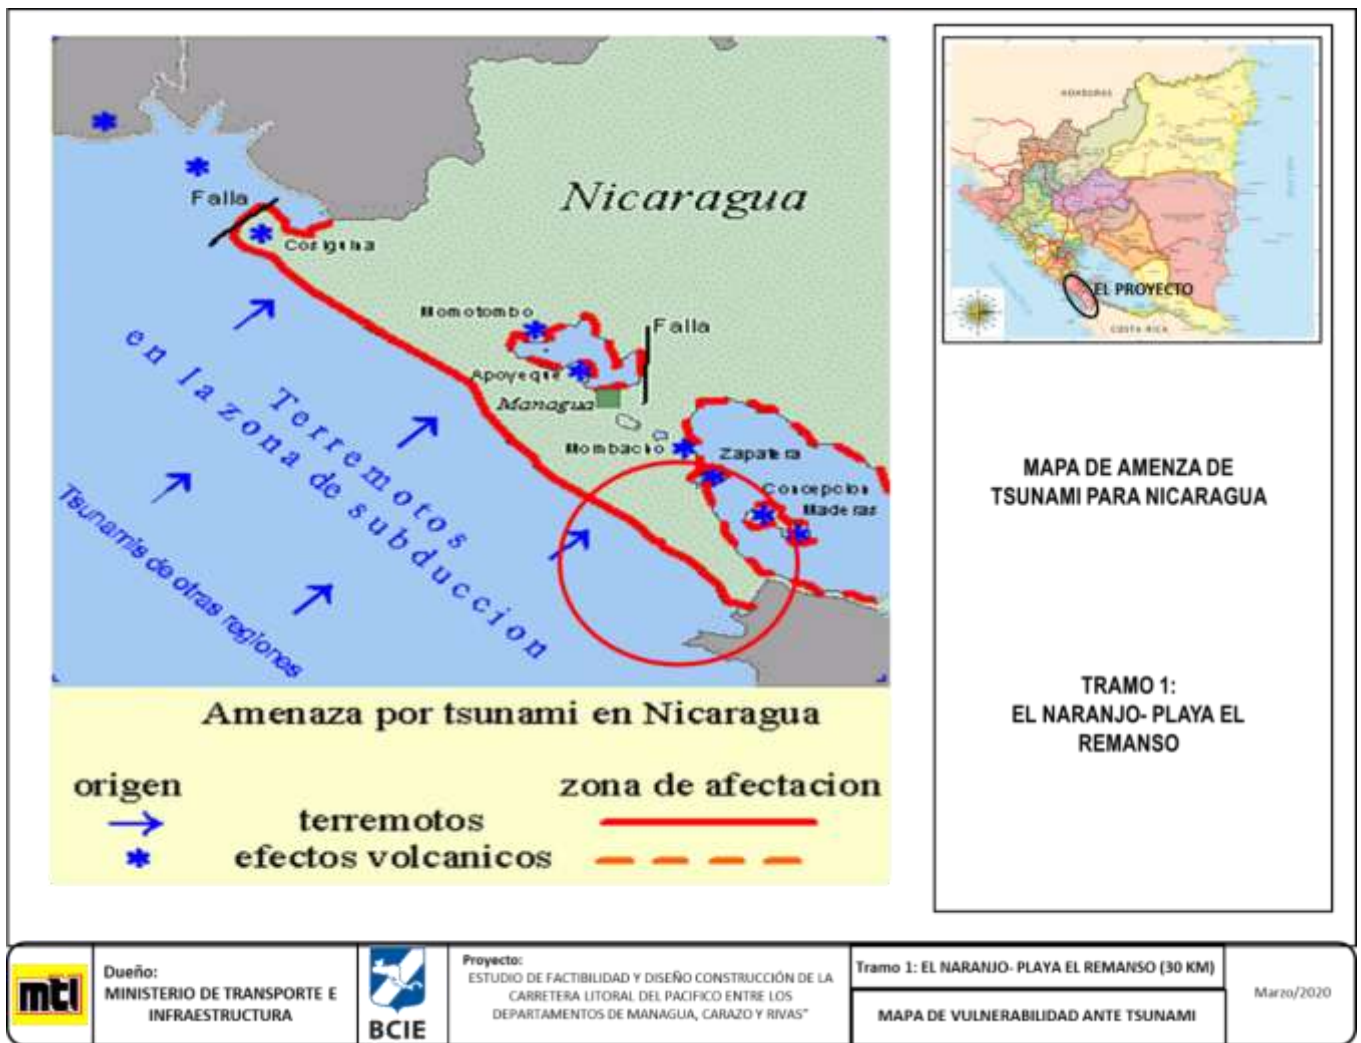 Nicaragua
Falla
Cosiguina
Momotombo
Falla
Apoyeque
Managua
Mombacho
Zapatera
Concepcion
Maderas
Terremotos
en la zona de subduccion
Tsunamis de otras regiones
Amenaza por tsunami en Nicaragua
origen
zona de afectacion
terremotos
efectos volcanicos
HONDURAS
EL PROYECTO
COSTA RICA
MAPA DE AMENZA DE
TSUNAMI PARA NICARAGUA
TRAMO 1:
EL NARANJO- PLAYA EL
REMANSO
mti
Dueño:
MINISTERIO DE TRANSPORTE E
INFRAESTRUCTURA
BCIE
Proyecto:
ESTUDIO DE FACTIBILIDAD Y DISEÑO CONSTRUCCIÓN DE LA
CARRETERA LITORAL DEL PACIFICO ENTRE LOS
DEPARTAMENTOS DE MANAGUA, CARAZO Y RIVAS"
Tramo 1: EL NARANJO- PLAYA EL REMANSO (30 KM)
MAPA DE VULNERABILIDAD ANTE TSUNAMI
Marzo/2020